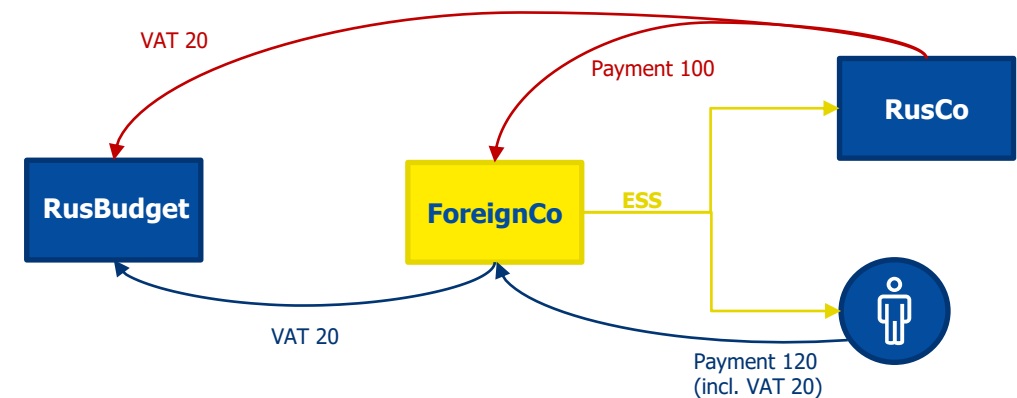 VAT 20
Payment 100
RusCo
RusBudget
ForeignCo
ESS
VAT 20
Payment 120
(incl. VAT 20)